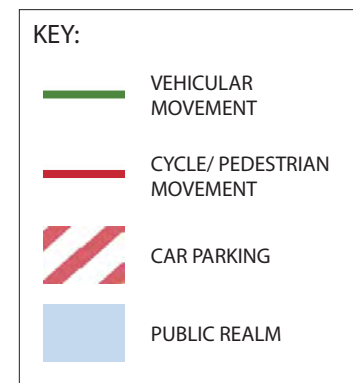 KEY:
VEHICULAR
MOVEMENT
CYCLE/ PEDESTRIAN
MOVEMENT
CAR PARKING
PUBLIC REALM